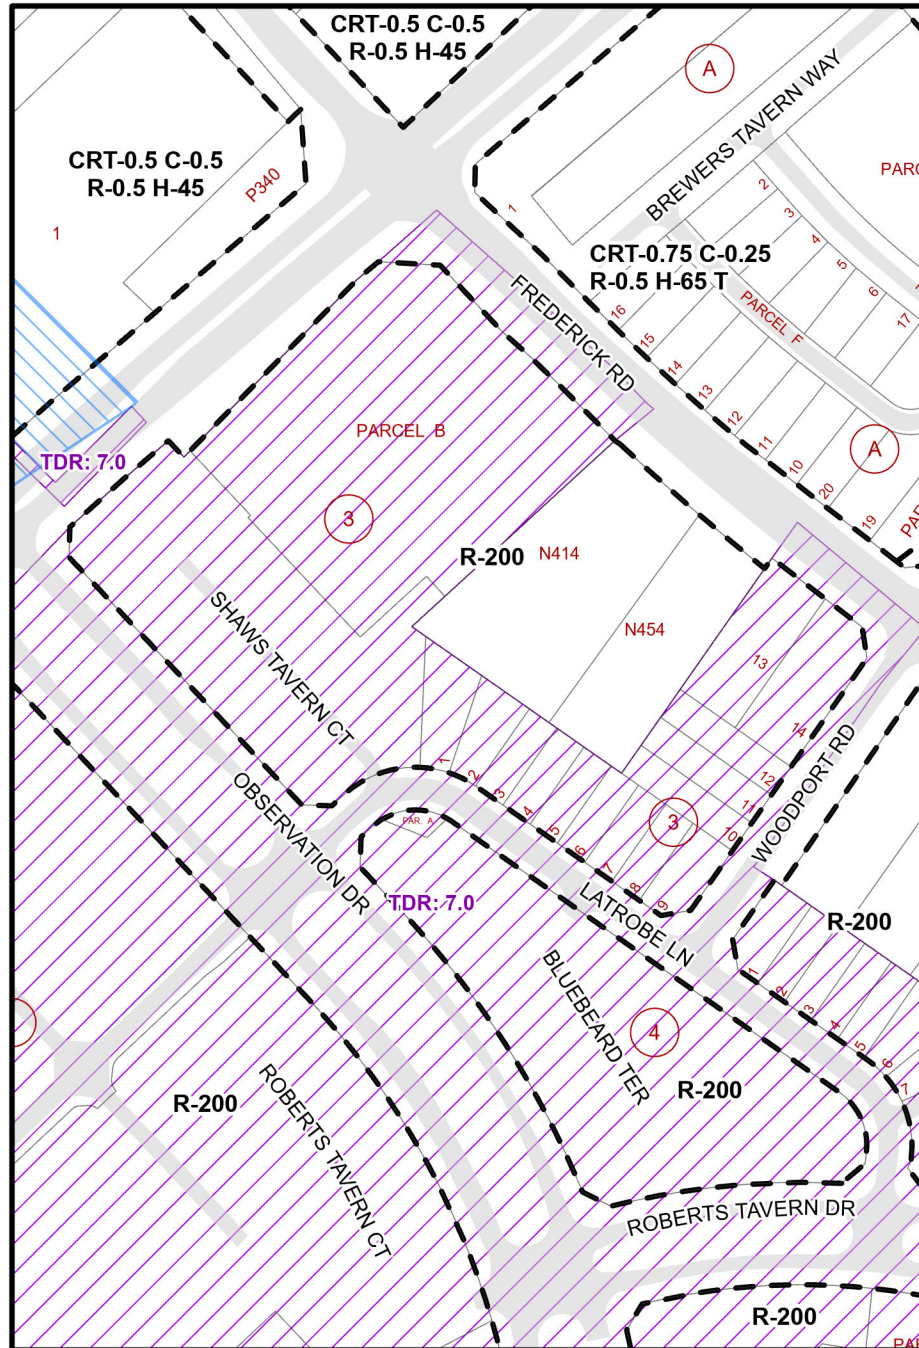 CRT-0.5 C-0.5
R-0.5 H-45
A
BREWERS TAVERN WAY
CRT-0.5 C-0.5
R-0.5 H-45
P340
1
1
2
3
4
5
6
17
CRT-0.75 C-0.25
R-0.5 H-65 T
PARCEL F
FREDERICK RD
16
15
14
13
12
11
10
20
19
A
PARCEL B
TDR: 7.0
3
R-200
N414
N454
SHAWS TAVERN CT
13
14
12
11
10
WOODPORT RD
OBSERVATION DR
1
2
3
4
5
6
7
8
9
3
PAR. A
TDR: 7.0
LATROBE LN
R-200
BLUEBEARD TER
4
1
2
3
4
5
6
7
R-200
R-200
ROBERTS TAVERN CT
ROBERTS TAVERN DR
R-200